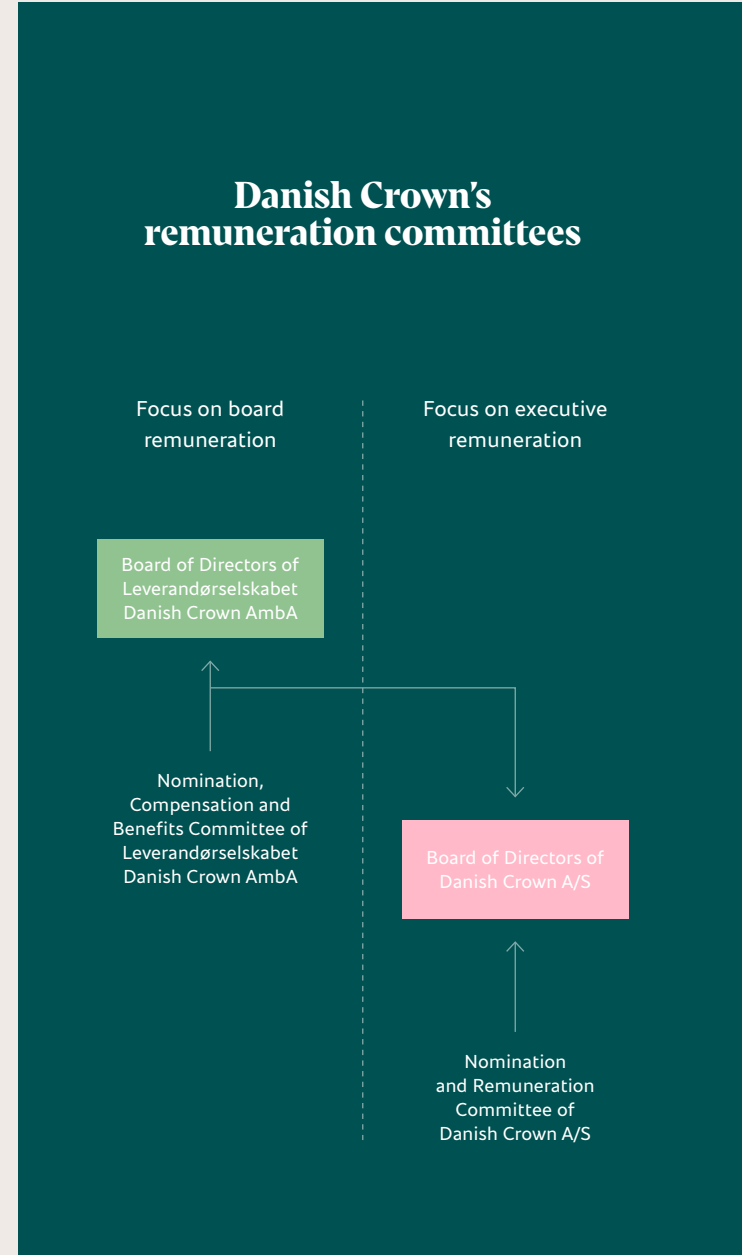 Danish Crown's
remuneration committees
Focus on board
remuneration
Focus on executive
remuneration
Board of Directors of
Leverandørselskabet
Danish Crown AmbA
Nomination,
Compensation and
Benefits Committee of
Leverandørselskabet
Danish Crown AmbA
Board of Directors of
Danish Crown A/S
Nomination
and Remuneration
Committee of
Danish Crown A/S